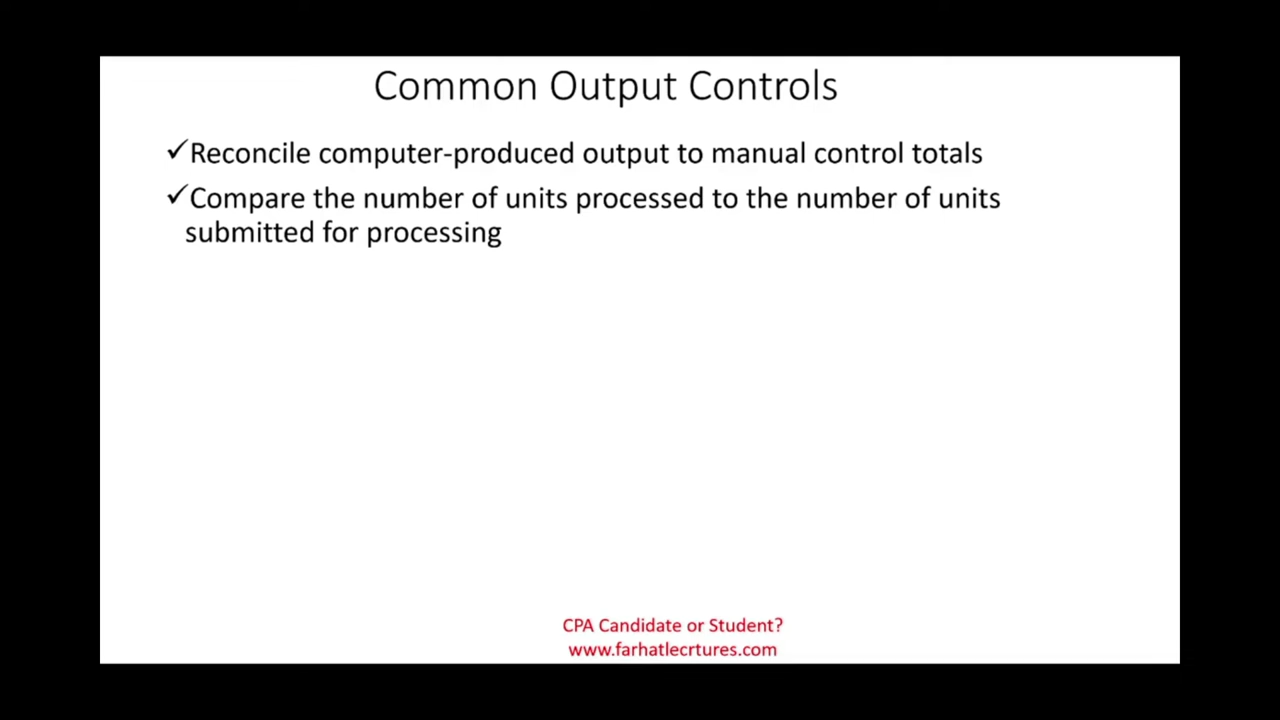 Common Output Controls
✓Reconcile computer-produced output to manual control totals
✓Compare the number of units processed to the number of units
submitted for processing
CPA Candidate or Student?
www.farhatlecrtures.com